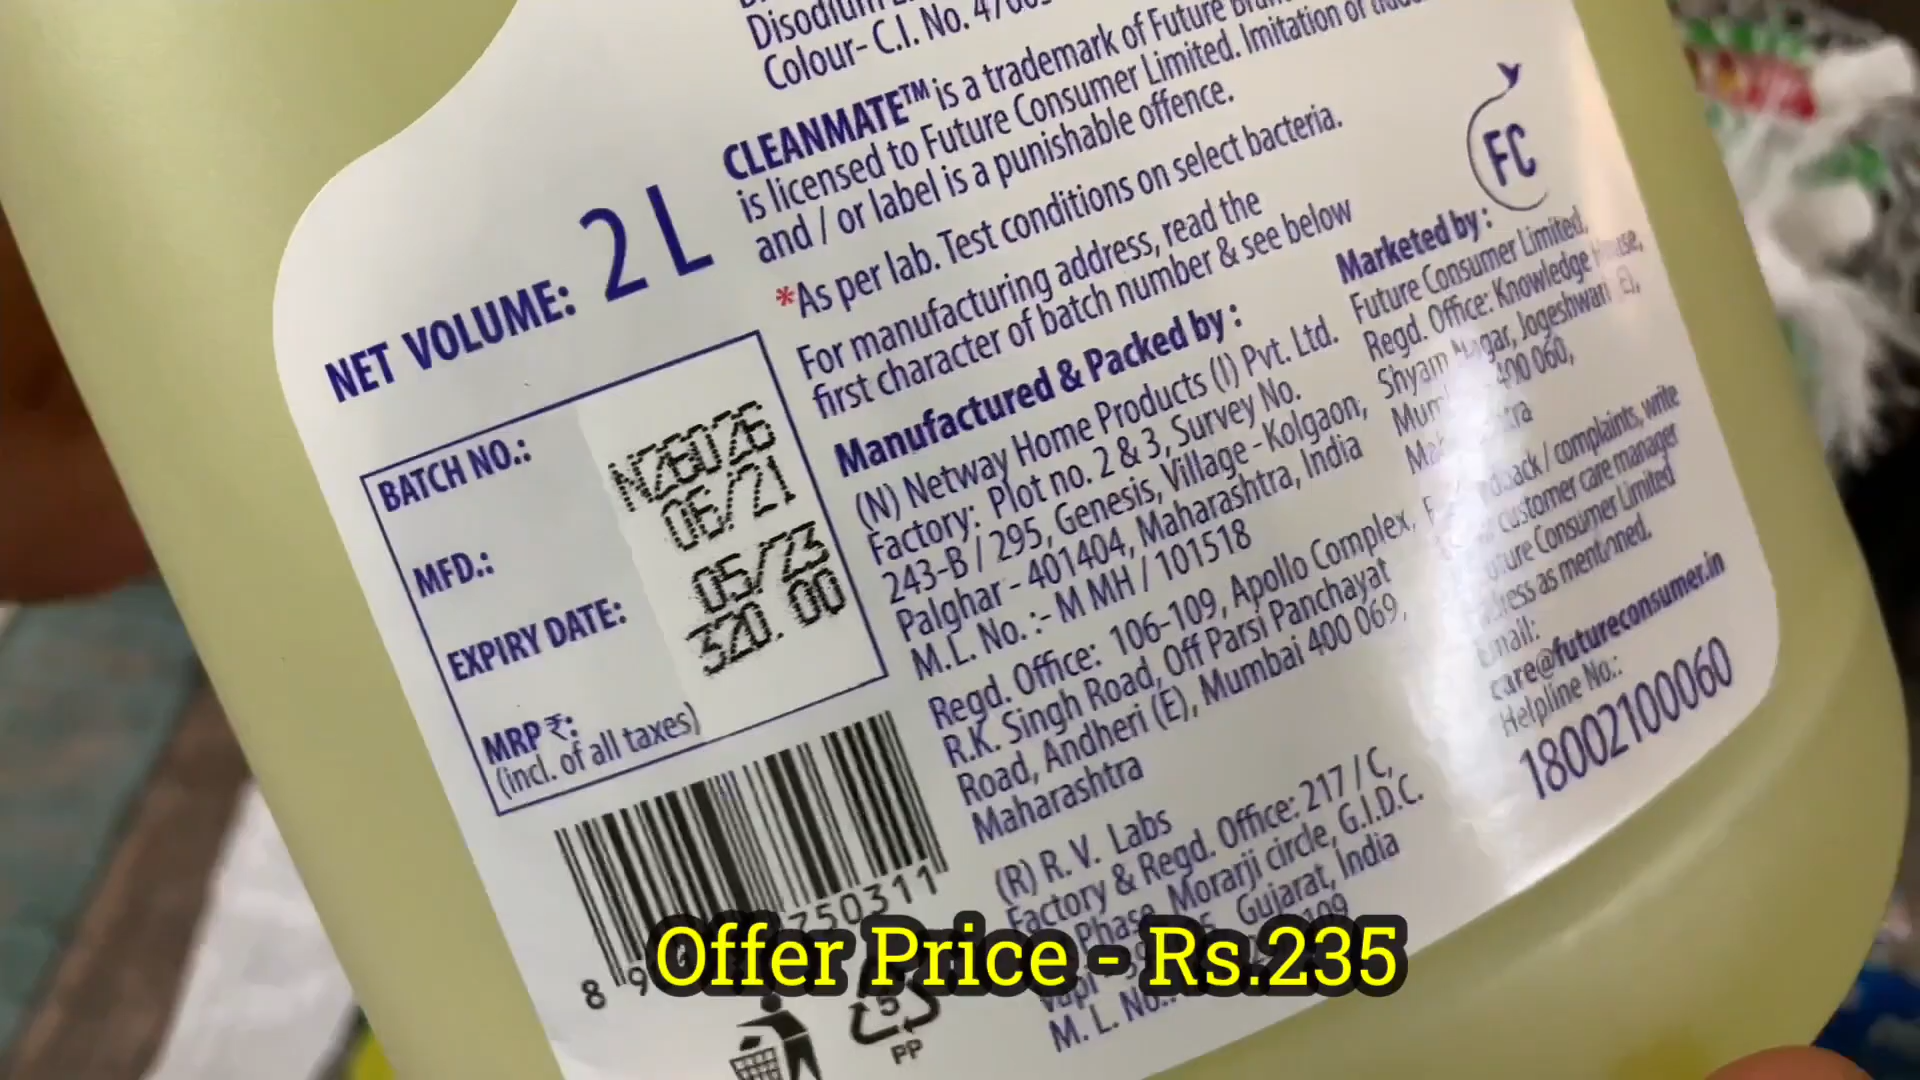 Colour- C.I. No.
CLEANMATE™ is a trademark of Future
is licensed to Future Consumer Limited. Imitation of
and / or label is a punishable offence.
*As per lab. Test conditions on select bacteria.
For manufacturing address, read the
first character of batch number & see below
NET VOLUME: 2 L
BATCH NO.: N26026
MFD.: 06/21
EXPIRY DATE: 05/23
MRP ₹: 320.00
(incl. of all taxes)
Manufactured & Packed by :
(N) Netway Home Products (I) Pvt. Ltd.
Factory: Plot no. 2 & 3, Survey No.
243-B / 295, Genesis, Village - Kolgaon,
Palghar - 401404, Maharashtra, India
M.L. No. :- M MH / 101518
Regd. Office: 106-109, Apollo Complex,
R.K. Singh Road, Off Parsi Panchayat
Road, Andheri (E), Mumbai 400 069,
Maharashtra
(R) R. V. Labs
Factory & Regd. Office: 217 / C,
Phase, Morarji circle, G.I.D.C.
Gujarat, India
M. L. No.
FC
Marketed by :
Future Consumer Limited,
Regd. Office: Knowledge
Jogeshwari
400 060,
complaints, write
customer care manager
Future Consumer Limited
as
Email:
care@futureconsumer.in
Helpline No.:
18002100060
750311
5
PP
Offer Price - Rs.235